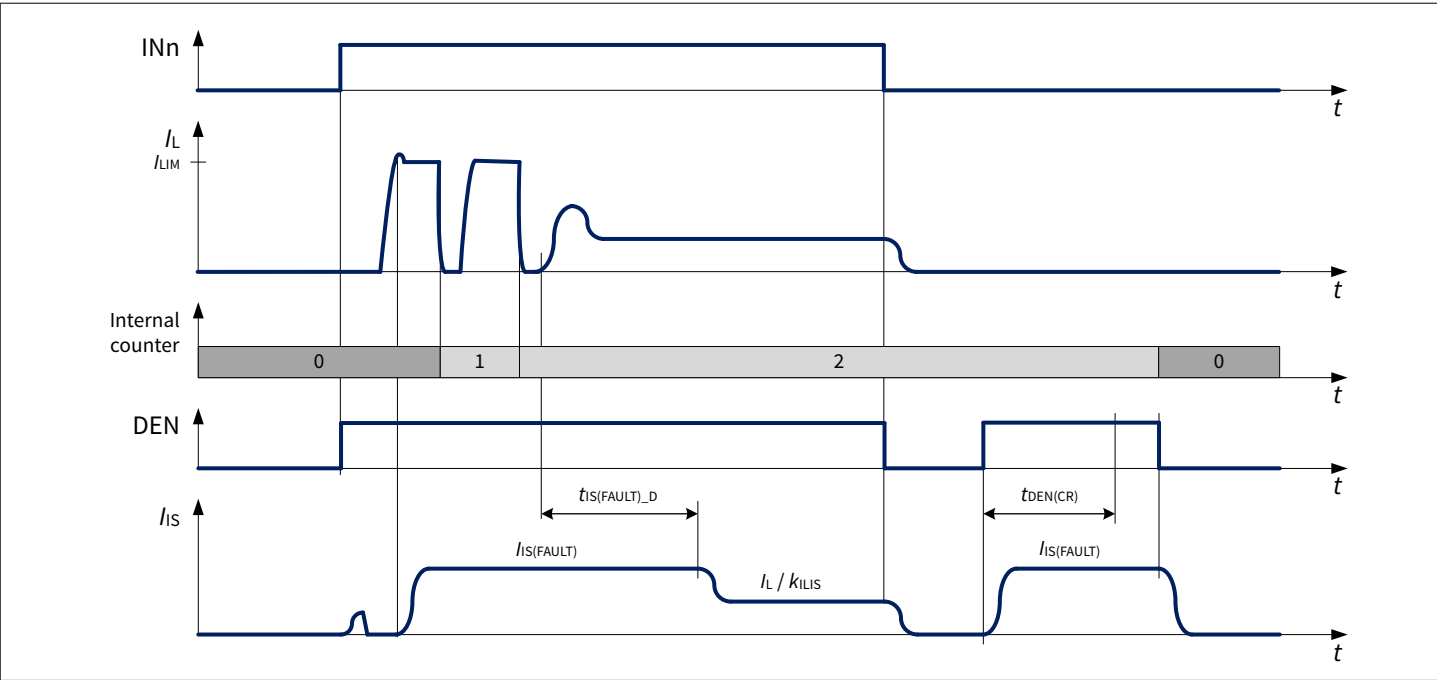 INn
t
IL
ILIM
t
Internal
counter
0 1 2 0
t
DEN
t
tIS(FAULT)_D tDEN(CR)
IIS
IIS(FAULT) IIS(FAULT)
IL / kILIS
t